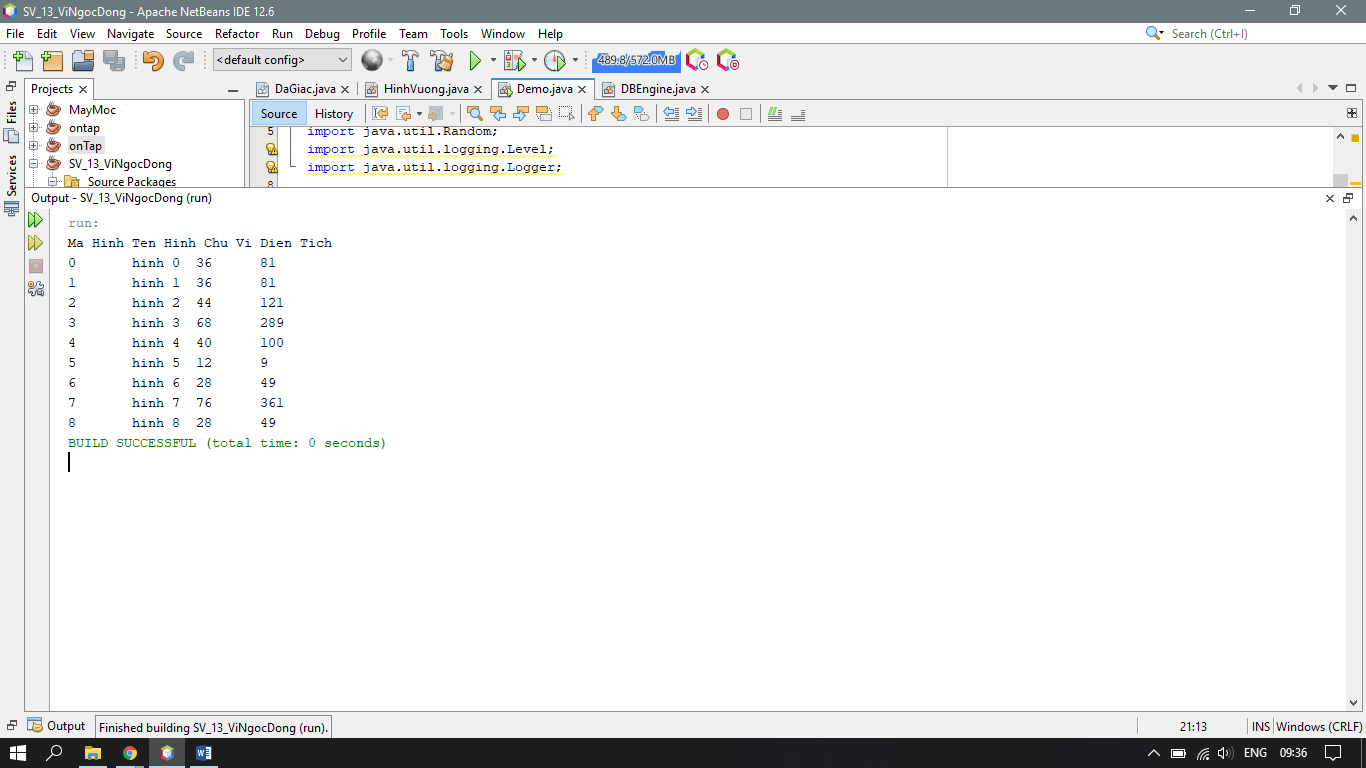 SV_13_ViNgocDong - Apache NetBeans IDE 12.6
File Edit View Navigate Source Refactor Run Debug Profile Team Tools Window Help
Search (Ctrl+I)
<default config>
489.8/572.0MB
Projects
DaGiac.java HinhVuong.java Demo.java DBEngine.java
Files
Services
MayMoc
ontap
onTap
SV_13_ViNgocDong
Source Packages
Source History
5 import java.util.Random;
import java.util.logging.Level;
import java.util.logging.Logger;
8
Output - SV_13_ViNgocDong (run)
run:
Ma Hinh Ten Hinh Chu Vi Dien Tich
0 hinh 0 36 81
1 hinh 1 36 81
2 hinh 2 44 121
3 hinh 3 68 289
4 hinh 4 40 100
5 hinh 5 12 9
6 hinh 6 28 49
7 hinh 7 76 361
8 hinh 8 28 49
BUILD SUCCESSFUL (total time: 0 seconds)
Output
Finished building SV_13_ViNgocDong (run).
21:13 INS Windows (CRLF)
ENG 09:36